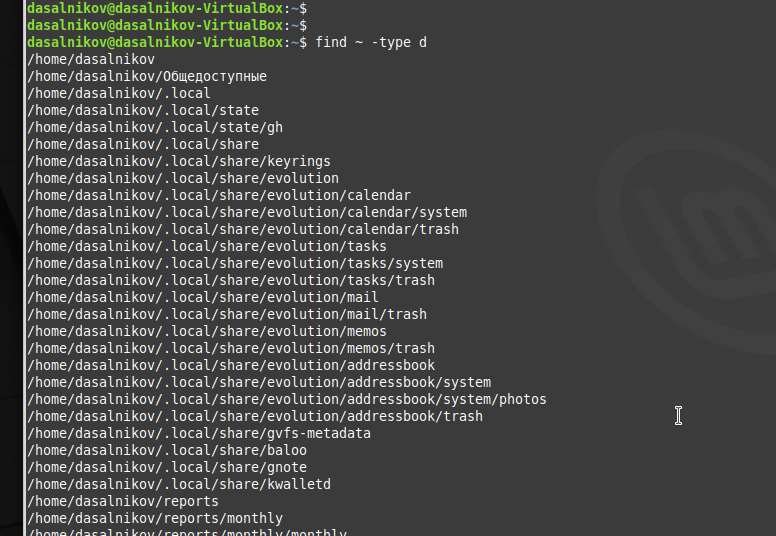 dasalnikov@dasalnikov-VirtualBox:~$
dasalnikov@dasalnikov-VirtualBox:~$
dasalnikov@dasalnikov-VirtualBox:~$ find ~ -type d
/home/dasalnikov
/home/dasalnikov/Общедоступные
/home/dasalnikov/.local
/home/dasalnikov/.local/state
/home/dasalnikov/.local/state/gh
/home/dasalnikov/.local/share
/home/dasalnikov/.local/share/keyrings
/home/dasalnikov/.local/share/evolution
/home/dasalnikov/.local/share/evolution/calendar
/home/dasalnikov/.local/share/evolution/calendar/system
/home/dasalnikov/.local/share/evolution/calendar/trash
/home/dasalnikov/.local/share/evolution/tasks
/home/dasalnikov/.local/share/evolution/tasks/system
/home/dasalnikov/.local/share/evolution/tasks/trash
/home/dasalnikov/.local/share/evolution/mail
/home/dasalnikov/.local/share/evolution/mail/trash
/home/dasalnikov/.local/share/evolution/memos
/home/dasalnikov/.local/share/evolution/memos/trash
/home/dasalnikov/.local/share/evolution/addressbook
/home/dasalnikov/.local/share/evolution/addressbook/system
/home/dasalnikov/.local/share/evolution/addressbook/system/photos
/home/dasalnikov/.local/share/evolution/addressbook/trash
/home/dasalnikov/.local/share/gvfs-metadata
/home/dasalnikov/.local/share/baloo
/home/dasalnikov/.local/share/gnote
/home/dasalnikov/.local/share/kwalletd
/home/dasalnikov/reports
/home/dasalnikov/reports/monthly
/home/dasalnikov/reports/monthly/monthly